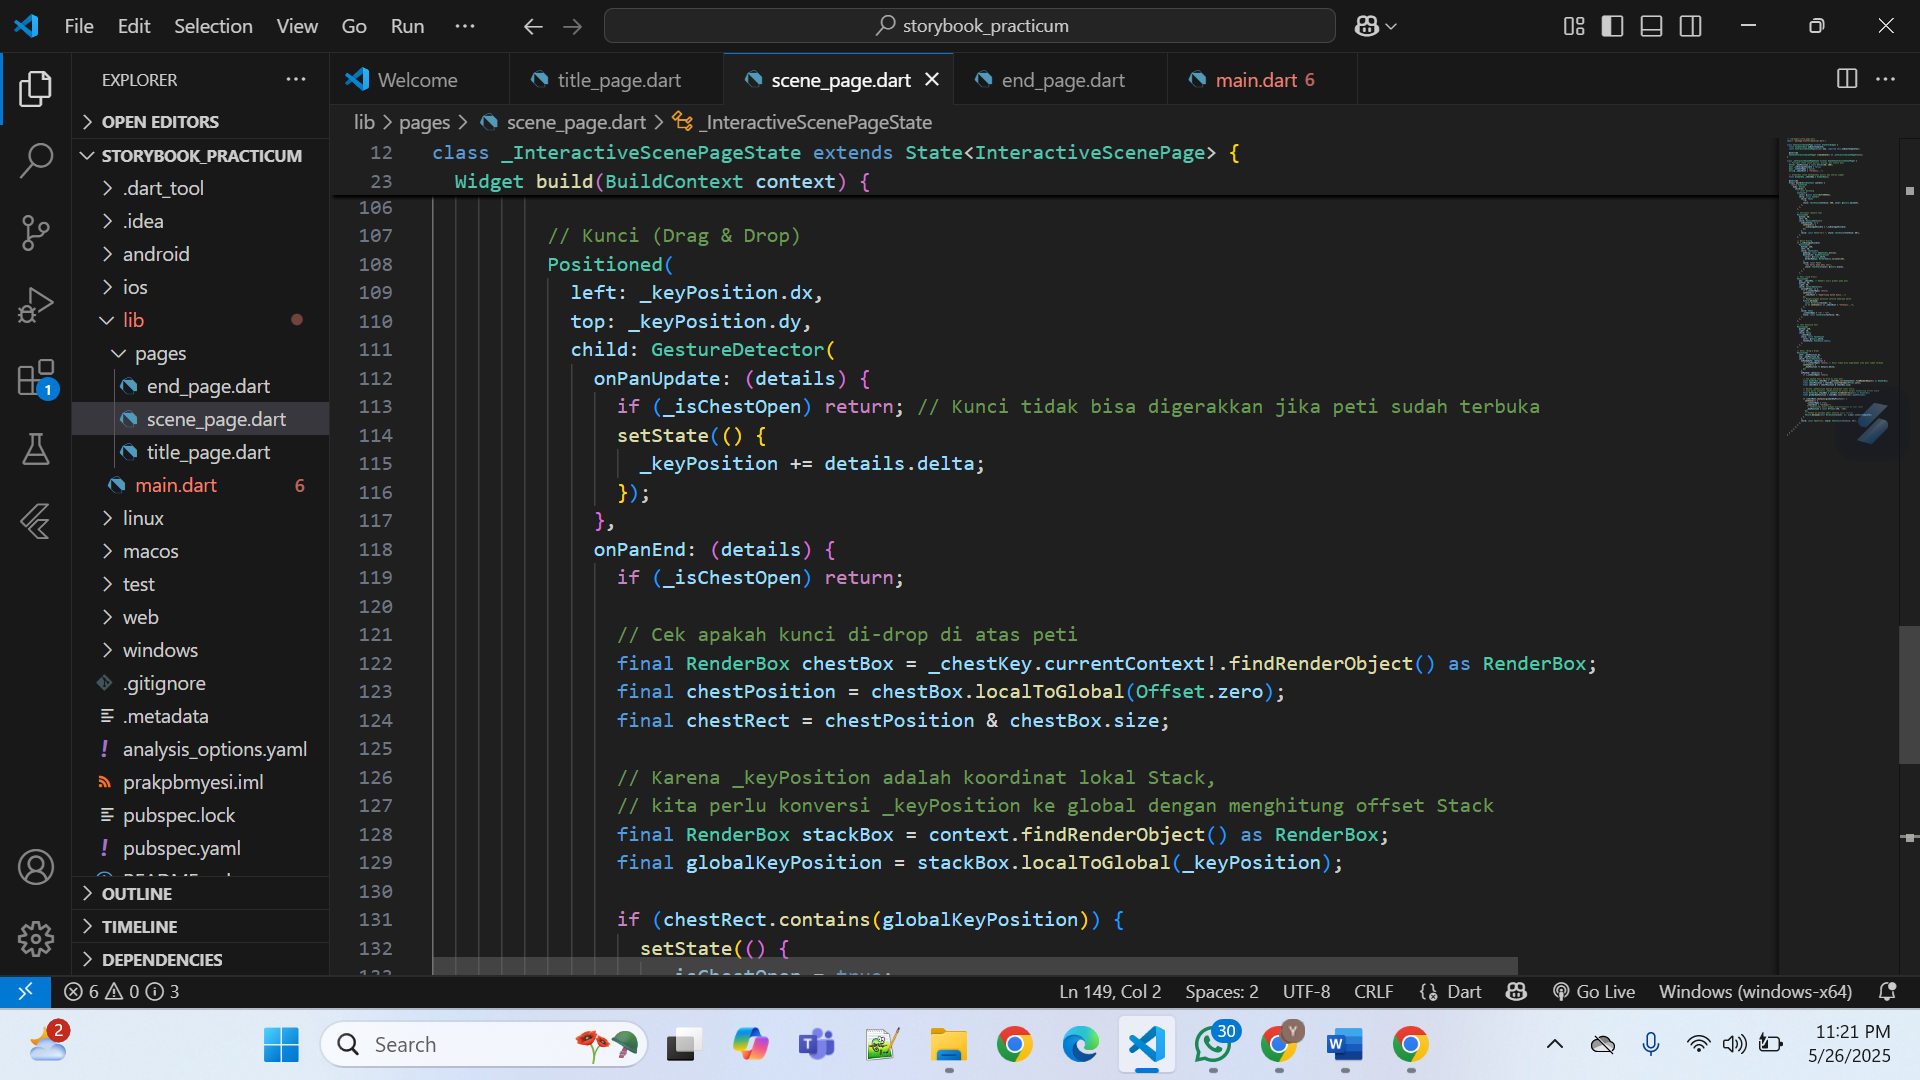 File Edit Selection View Go Run ··· storybook_practicum
EXPLORER ···
Welcome title_page.dart scene_page.dart end_page.dart main.dart 6 ···
lib > pages > scene_page.dart > _InteractiveScenePageState
OPEN EDITORS
STORYBOOK_PRACTICUM
.dart_tool
.idea
android
ios
lib
pages
end_page.dart
scene_page.dart
title_page.dart
main.dart 6
linux
macos
test
web
windows
.gitignore
.metadata
analysis_options.yaml
prakpbmyesi.iml
pubspec.lock
pubspec.yaml
OUTLINE
TIMELINE
DEPENDENCIES
1
12 class _InteractiveScenePageState extends State<InteractiveScenePage> {
23 Widget build(BuildContext context) {
106
107 // Kunci (Drag & Drop)
108 Positioned(
109 left: _keyPosition.dx,
110 top: _keyPosition.dy,
111 child: GestureDetector(
112 onPanUpdate: (details) {
113 if (_isChestOpen) return; // Kunci tidak bisa digerakkan jika peti sudah terbuka
114 setState(() {
115 _keyPosition += details.delta;
116 });
117 },
118 onPanEnd: (details) {
119 if (_isChestOpen) return;
120
121 // Cek apakah kunci di-drop di atas peti
122 final RenderBox chestBox = _chestKey.currentContext!.findRenderObject() as RenderBox;
123 final chestPosition = chestBox.localToGlobal(Offset.zero);
124 final chestRect = chestPosition & chestBox.size;
125
126 // Karena _keyPosition adalah koordinat lokal Stack,
127 // kita perlu konversi _keyPosition ke global dengan menghitung offset Stack
128 final RenderBox stackBox = context.findRenderObject() as RenderBox;
129 final globalKeyPosition = stackBox.localToGlobal(_keyPosition);
130
131 if (chestRect.contains(globalKeyPosition)) {
132 setState(() {
6 0 3 Ln 149, Col 2 Spaces: 2 UTF-8 CRLF Dart Go Live Windows (windows-x64)
2 Search 30 Y 11:21 PM
5/26/2025